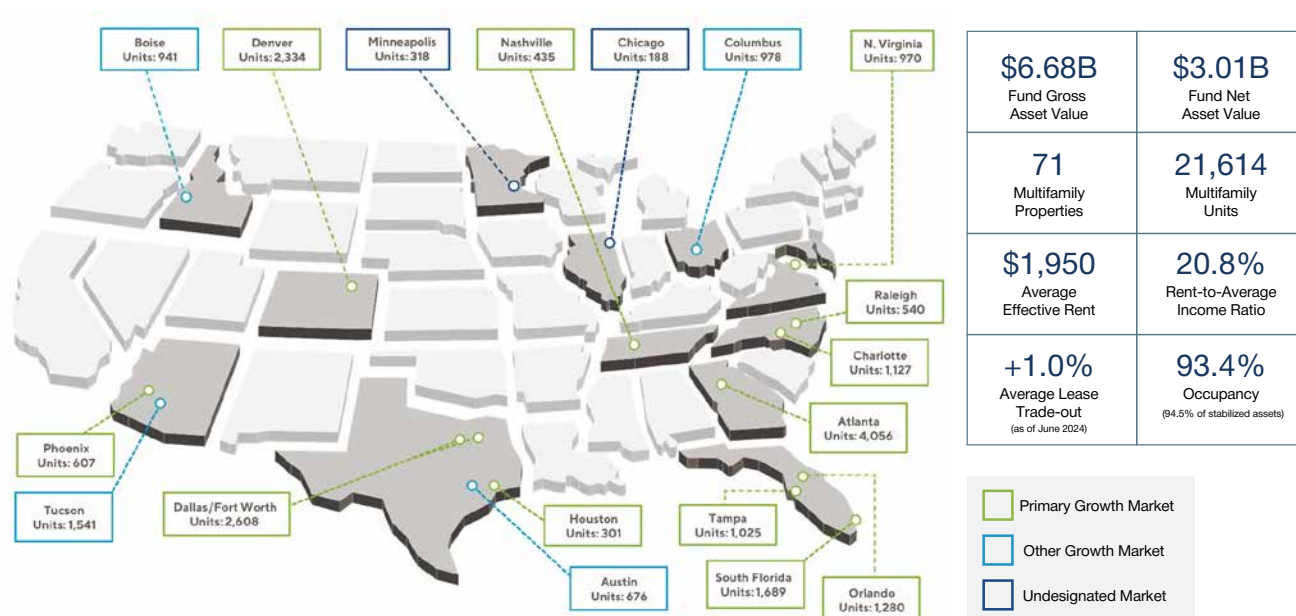 Boise
Units: 941
Denver
Units: 2,334
Minneapolis
Units: 318
Nashville
Units: 435
Chicago
Units: 188
Columbus
Units: 978
N. Virginia
Units: 970
Raleigh
Units: 540
Charlotte
Units: 1,127
Atlanta
Units: 4,056
Phoenix
Units: 607
Tucson
Units: 1,541
Dallas/Fort Worth
Units: 2,608
Houston
Units: 301
Austin
Units: 676
Tampa
Units: 1,025
South Florida
Units: 1,689
Orlando
Units: 1,280
$6.68B
Fund Gross
Asset Value
$3.01B
Fund Net
Asset Value
71
Multifamily
Properties
21,614
Multifamily
Units
$1,950
Average
Effective Rent
20.8%
Rent-to-Average
Income Ratio
+1.0%
Average Lease
Trade-out
(as of June 2024)
93.4%
Occupancy
(94.5% of stabilized assets)
Primary Growth Market
Other Growth Market
Undesignated Market